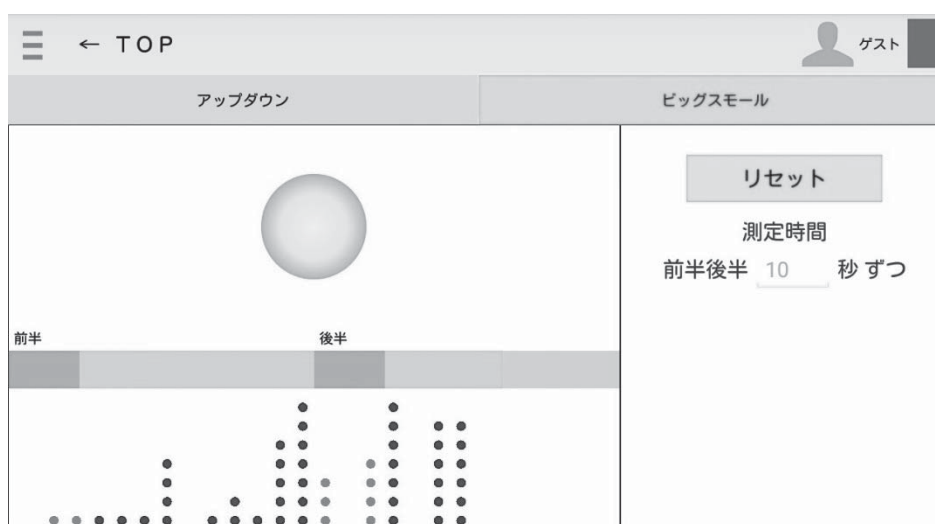 ← TOP
ゲスト
アップダウン
ビッグスモール
リセット
測定時間
前半後半 10 秒ずつ
前半
後半